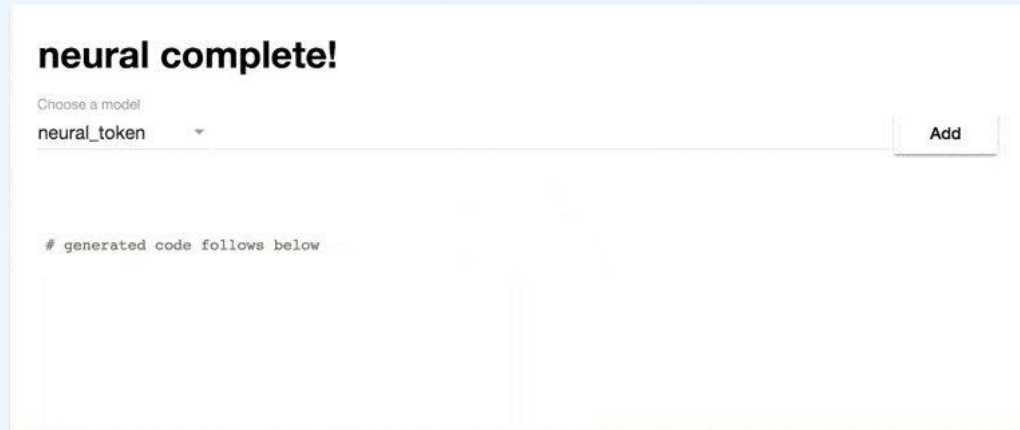 neural complete!
Choose a model
neural_token
Add
# generated code follows below